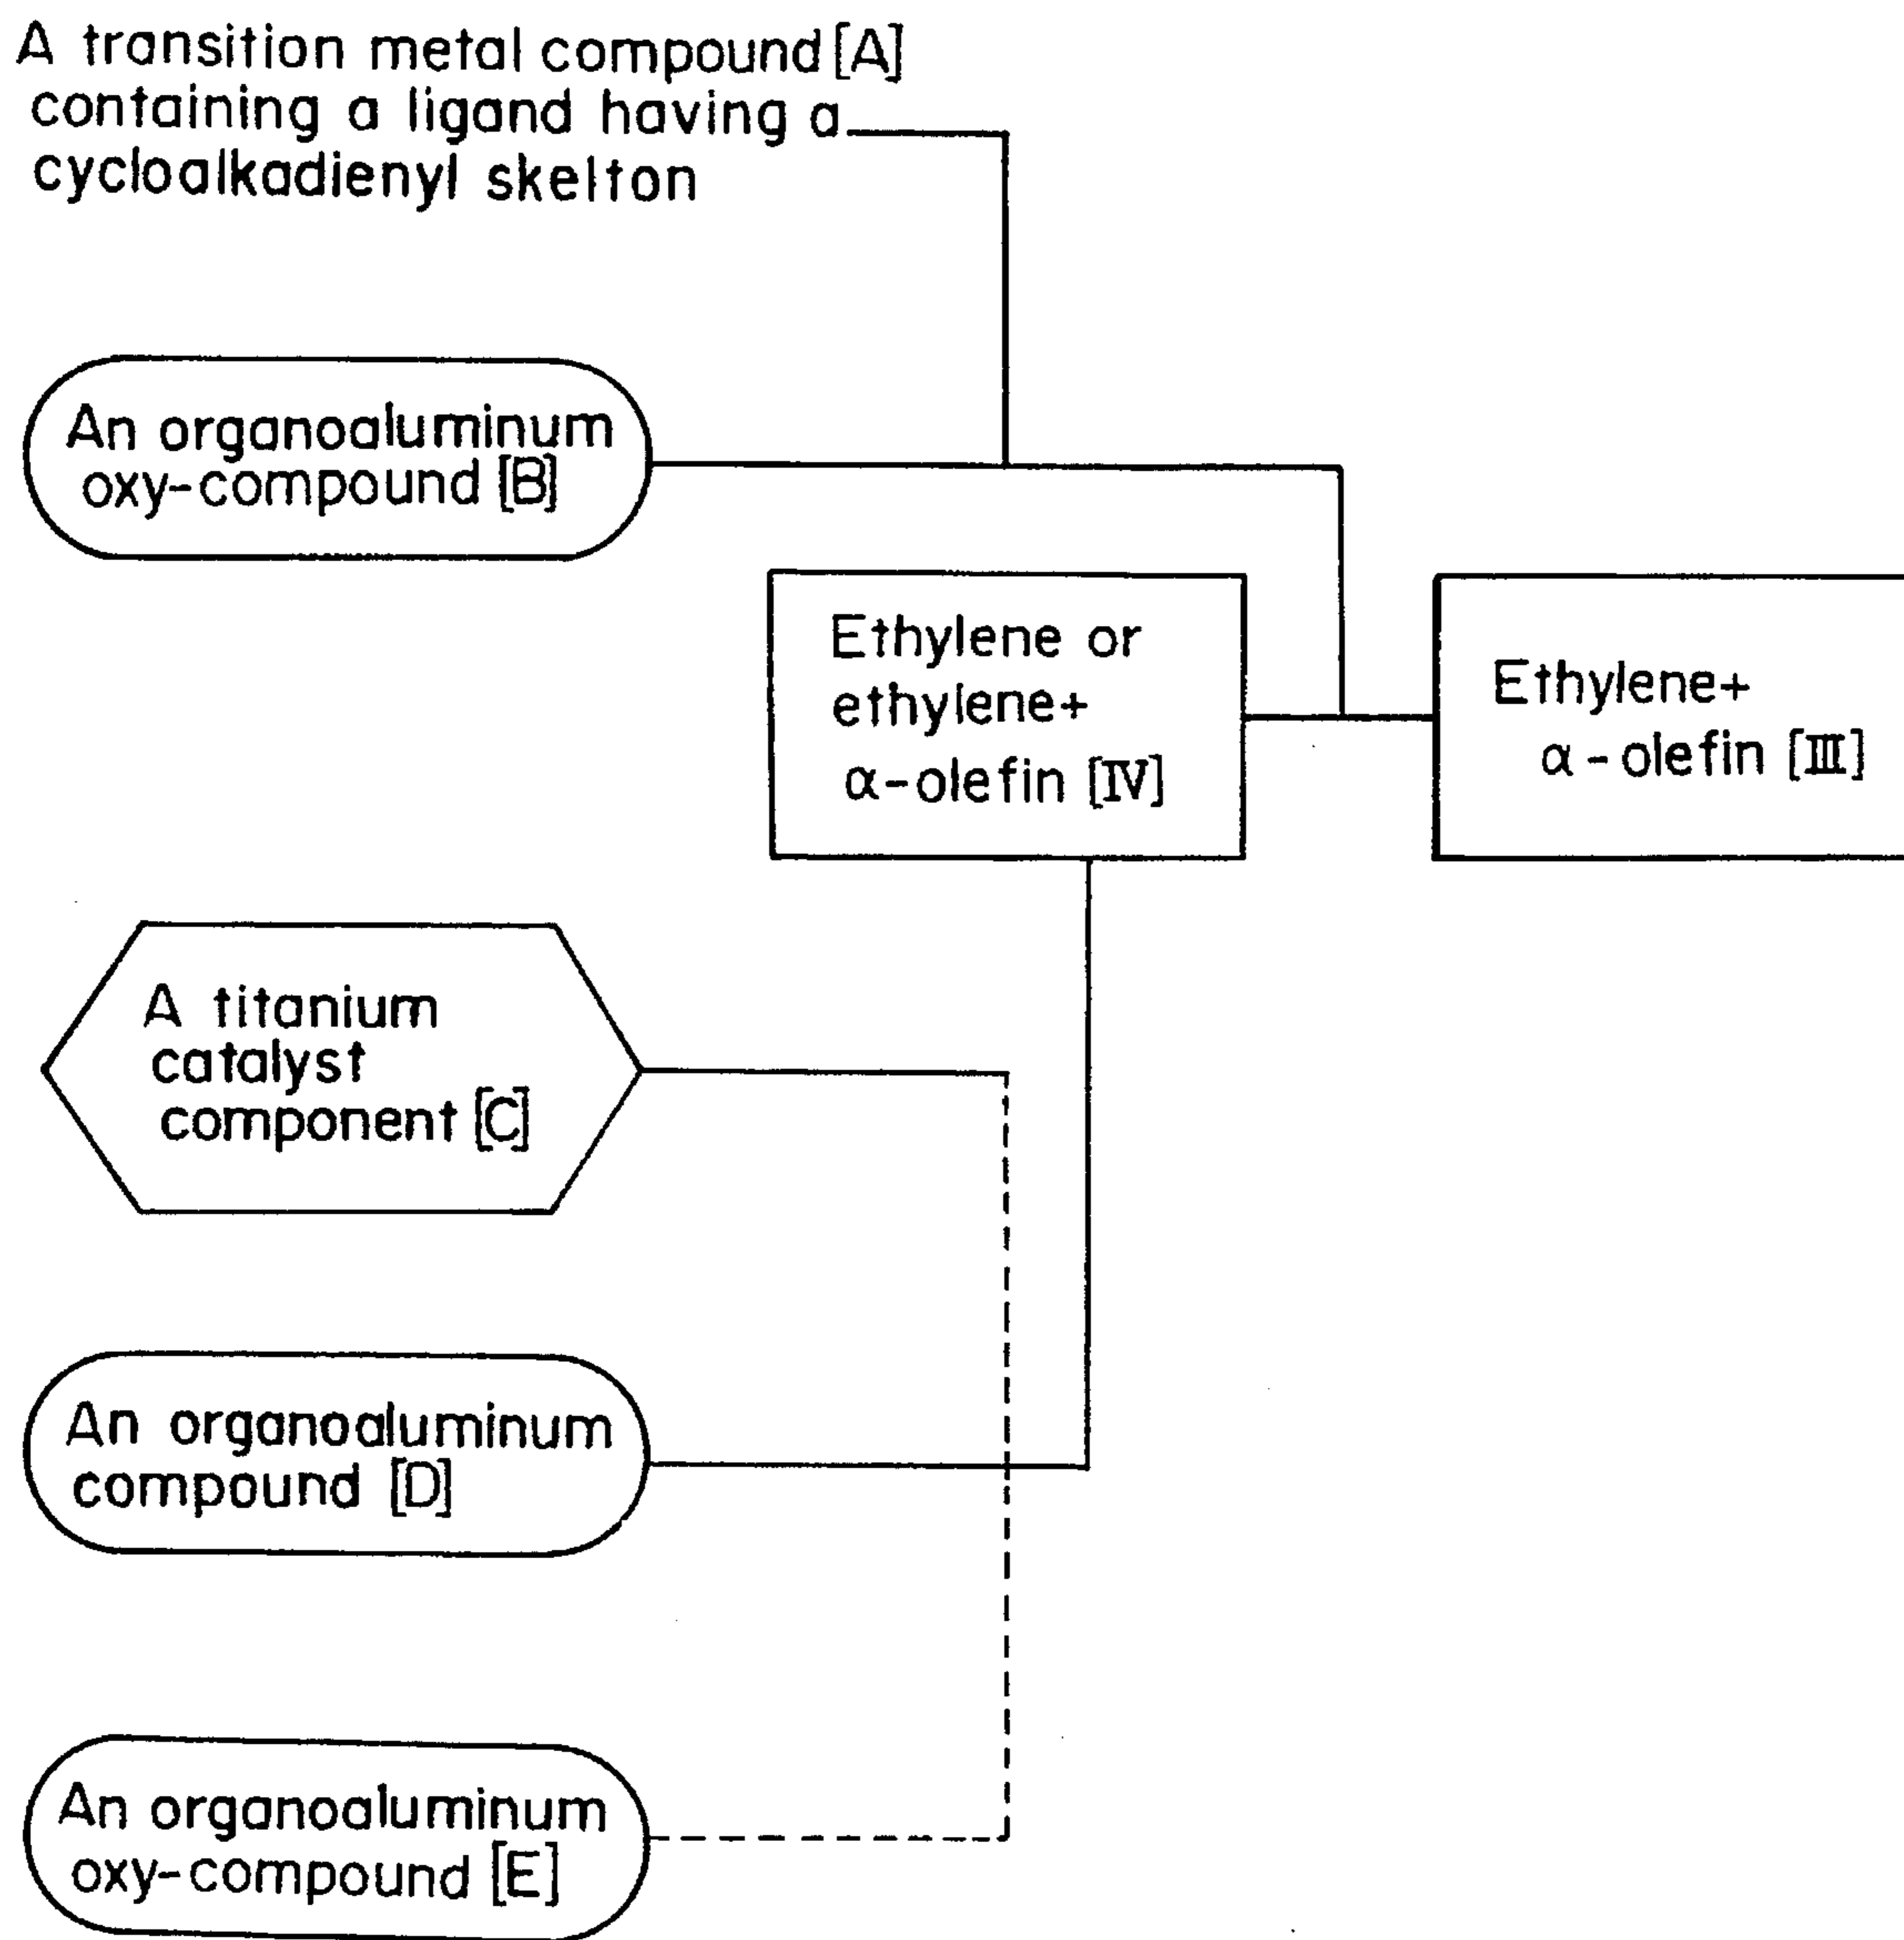 A transition metal compound [A]
containing a ligand having a
cycloalkadienyl skelton
An organoaluminum
oxy-compound [B]
Ethylene or
ethylene+
α-olefin [IV]
Ethylene+
α-olefin [III]
A titanium
catalyst
component [C]
An organoaluminum
compound [D]
An organoaluminum
oxy-compound [E]